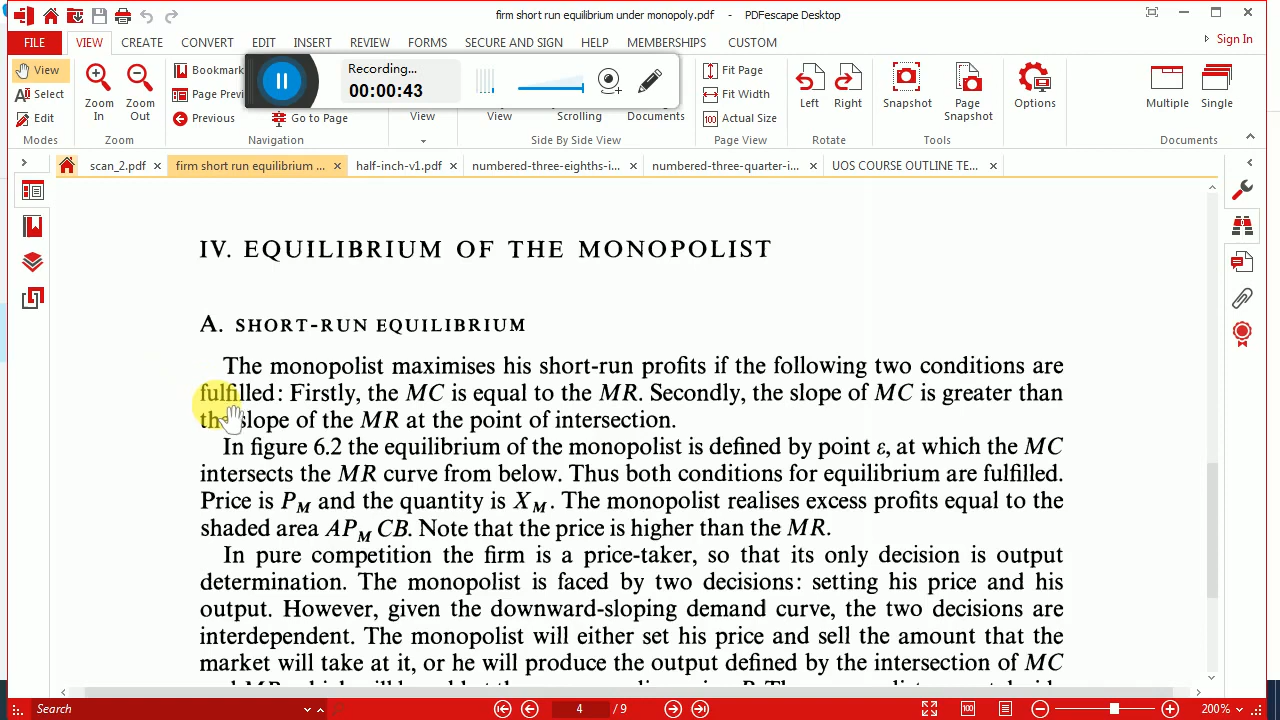 firm short run equilibrium under monopoly.pdf - PDFescape Desktop
FILE VIEW CREATE CONVERT EDIT INSERT REVIEW FORMS SECURE AND SIGN HELP MEMBERSHIPS CUSTOM
Sign In
View
Select
Edit
Modes
Zoom In
Zoom Out
Zoom
Bookmark
Page Previ
Previous
Go to Page
Navigation
Recording...
00:00:43
View
View
Scrolling
Documents
Side By Side View
Fit Page
Fit Width
100 Actual Size
Page View
Left
Right
Rotate
Snapshot
Page Snapshot
Tools
Options
Multiple
Single
Documents
scan_2.pdf
firm short run equilibrium ...
half-inch-v1.pdf
numbered-three-eighths-i...
numbered-three-quarter-i...
UOS COURSE OUTLINE TE...
IV. EQUILIBRIUM OF THE MONOPOLIST
A. SHORT-RUN EQUILIBRIUM
The monopolist maximises his short-run profits if the following two conditions are
fulfilled: Firstly, the MC is equal to the MR. Secondly, the slope of MC is greater than
the slope of the MR at the point of intersection.
In figure 6.2 the equilibrium of the monopolist is defined by point ε, at which the MC
intersects the MR curve from below. Thus both conditions for equilibrium are fulfilled.
Price is P_M and the quantity is X_M. The monopolist realises excess profits equal to the
shaded area AP_M CB. Note that the price is higher than the MR.
In pure competition the firm is a price-taker, so that its only decision is output
determination. The monopolist is faced by two decisions: setting his price and his
output. However, given the downward-sloping demand curve, the two decisions are
interdependent. The monopolist will either set his price and sell the amount that the
market will take at it, or he will produce the output defined by the intersection of MC
Search
4 / 9
100
200%